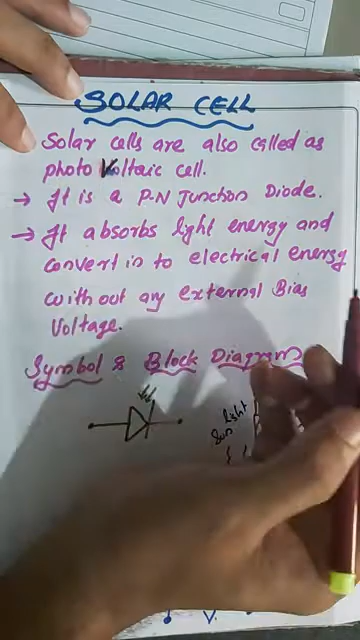 SOLAR CELL
Solar cells are also called as
photo Voltaic cell.
→ It is a P-N Junction Diode.
→ It absorbs light energy and
convert in to electrical energy
with out any external Bias
Voltage.
Symbol & Block Diagram
light
Sun